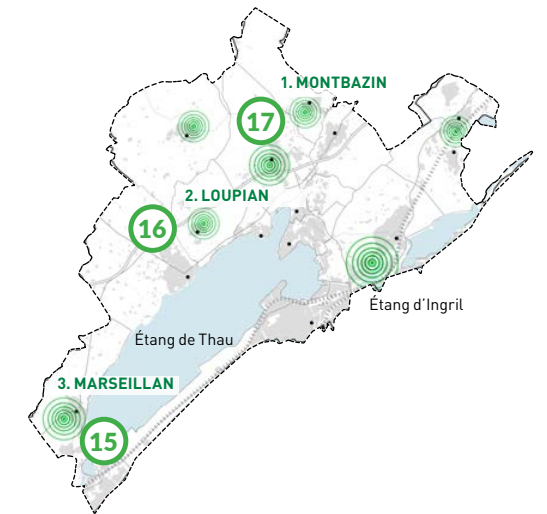 1. MONTBAZIN
17
2. LOUPIAN
16
Étang d'Ingril
Étang de Thau
3. MARSEILLAN
15